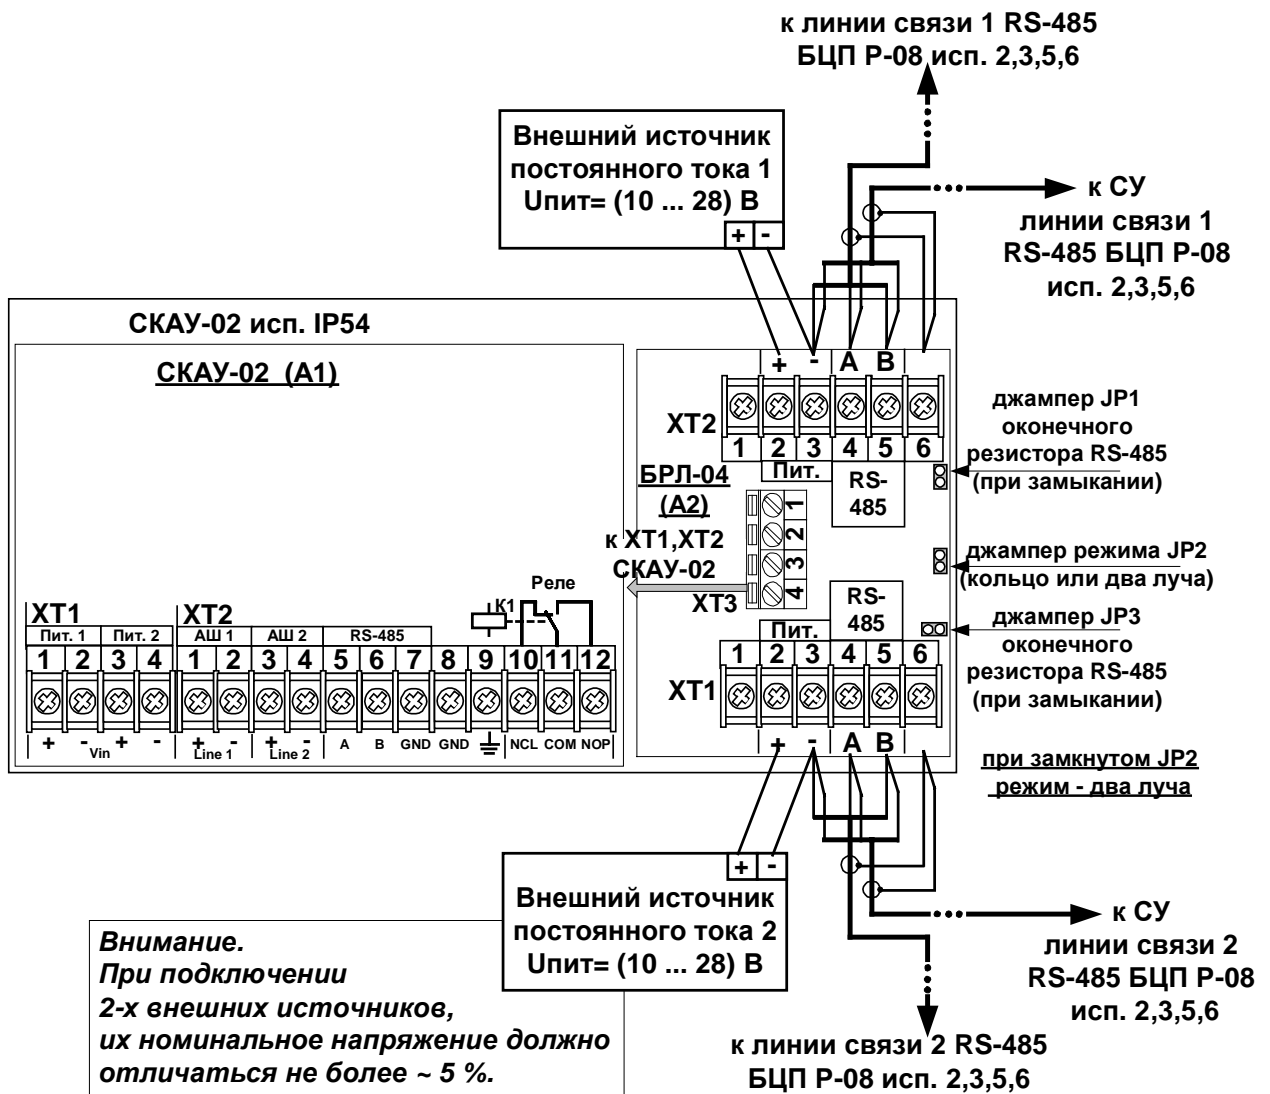 к линии связи 1 RS-485
БЦП Р-08 исп. 2,3,5,6
Внешний источник
постоянного тока 1
Uпит= (10 ... 28) В
+ -
к СУ
линии связи 1
RS-485 БЦП Р-08
исп. 2,3,5,6
СКАУ-02 исп. IP54
СКАУ-02 (А1)
+ - A B
XT2
1 2 3 4 5 6
Пит.
RS-
485
БРЛ-04
(А2)
1
2
3
4
к XT1,XT2
СКАУ-02
XT3
джампер JP1
оконечного
резистора RS-485
(при замыкании)
джампер режима JP2
(кольцо или два луча)
джампер JP3
оконечного
резистора RS-485
(при замыкании)
Реле
К1
XT1 XT2
Пит. 1 Пит. 2 АШ 1 АШ 2 RS-485
1 2 3 4 1 2 3 4 5 6 7 8 9 10 11 12
+ - + - + - + - A B GND GND NCL COM NOP
Vin Line 1 Line 2
RS-
485
Пит.
1 2 3 4 5 6
XT1
+ - A B
при замкнутом JP2
режим - два луча
+ -
Внешний источник
постоянного тока 2
Uпит= (10 ... 28) В
к СУ
линии связи 2
RS-485 БЦП Р-08
исп. 2,3,5,6
к линии связи 2 RS-485
БЦП Р-08 исп. 2,3,5,6
Внимание.
При подключении
2-х внешних источников,
их номинальное напряжение должно
отличаться не более ~ 5 %.